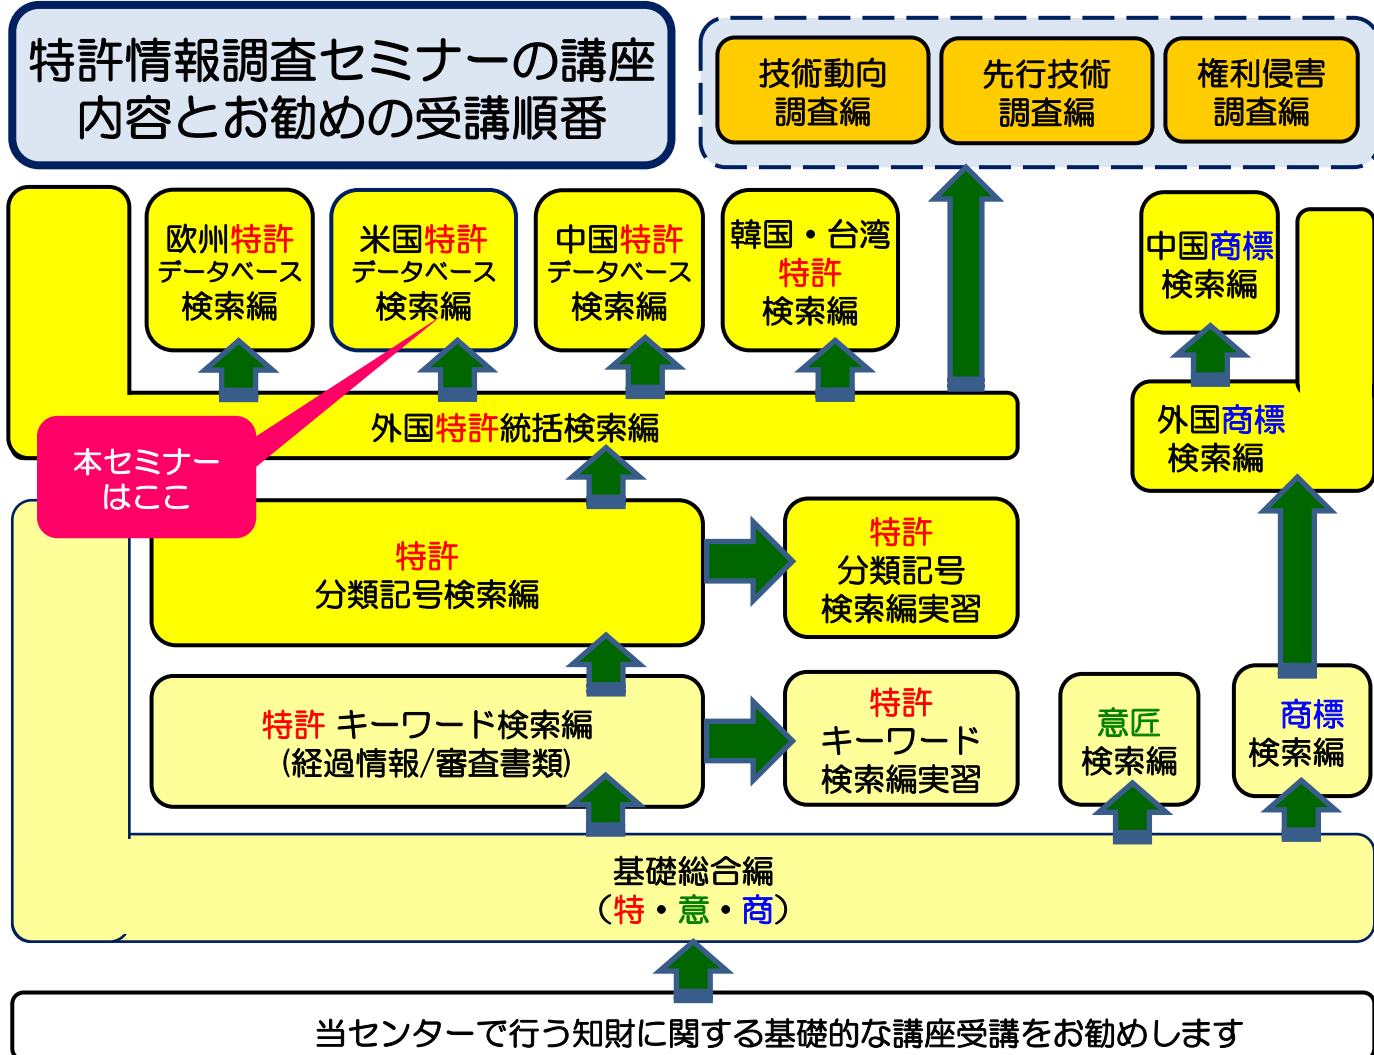 特許情報調査セミナーの講座
内容とお勧めの受講順番
技術動向
調査編
先行技術
調査編
権利侵害
調査編
欧州特許
データベース
検索編
米国特許
データベース
検索編
中国特許
データベース
検索編
韓国・台湾
特許
検索編
中国商標
検索編
外国特許統括検索編
外国商標
検索編
本セミナー
はここ
特許
分類記号検索編
特許
分類記号
検索編実習
特許 キーワード検索編
(経過情報/審査書類)
特許
キーワード
検索編実習
意匠
検索編
商標
検索編
基礎総合編
（特・意・商）
当センターで行う知財に関する基礎的な講座受講をお勧めします